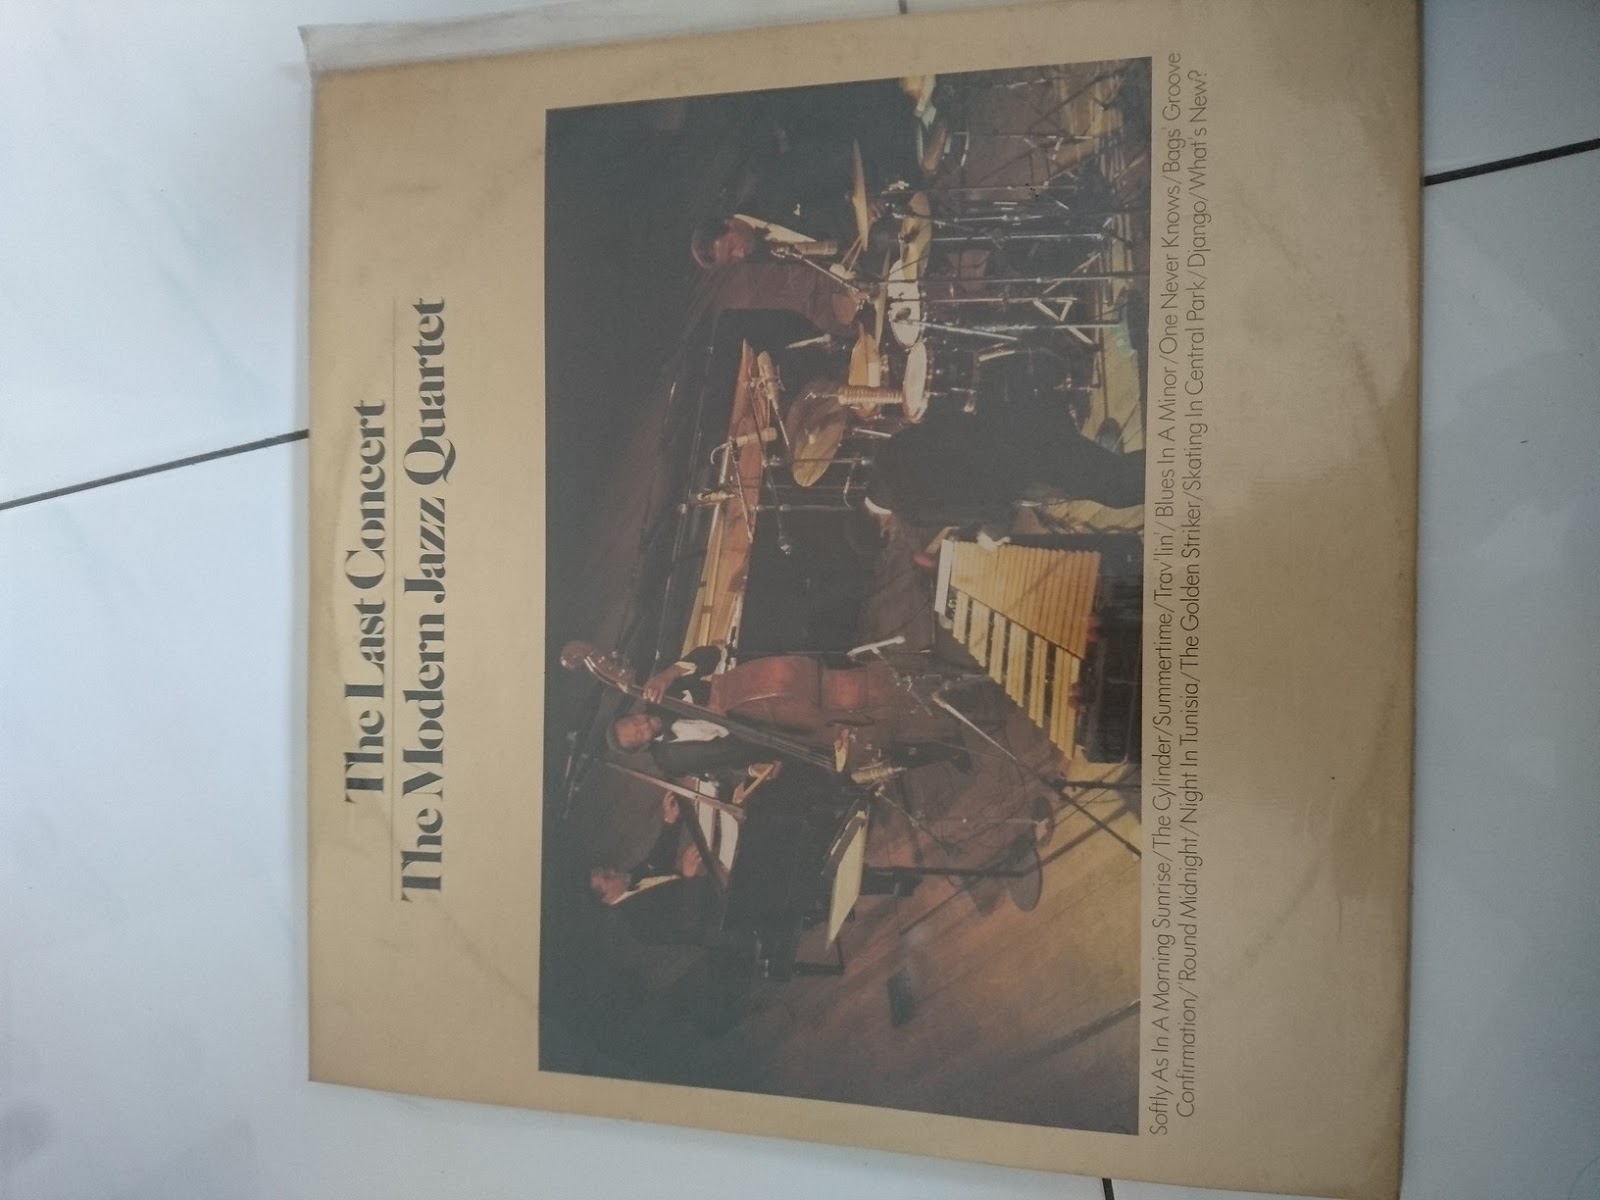 The Last Concert
The Modern Jazz Quartet
Softly As In A Morning Sunrise/The Cylinder/Summertime/Trav'lin'/Blues In A Minor/One Never Knows/Bags' Groove
Confirmation/'Round Midnight/Night In Tunisia/The Golden Striker/Skating In Central Park/Django/What's New?